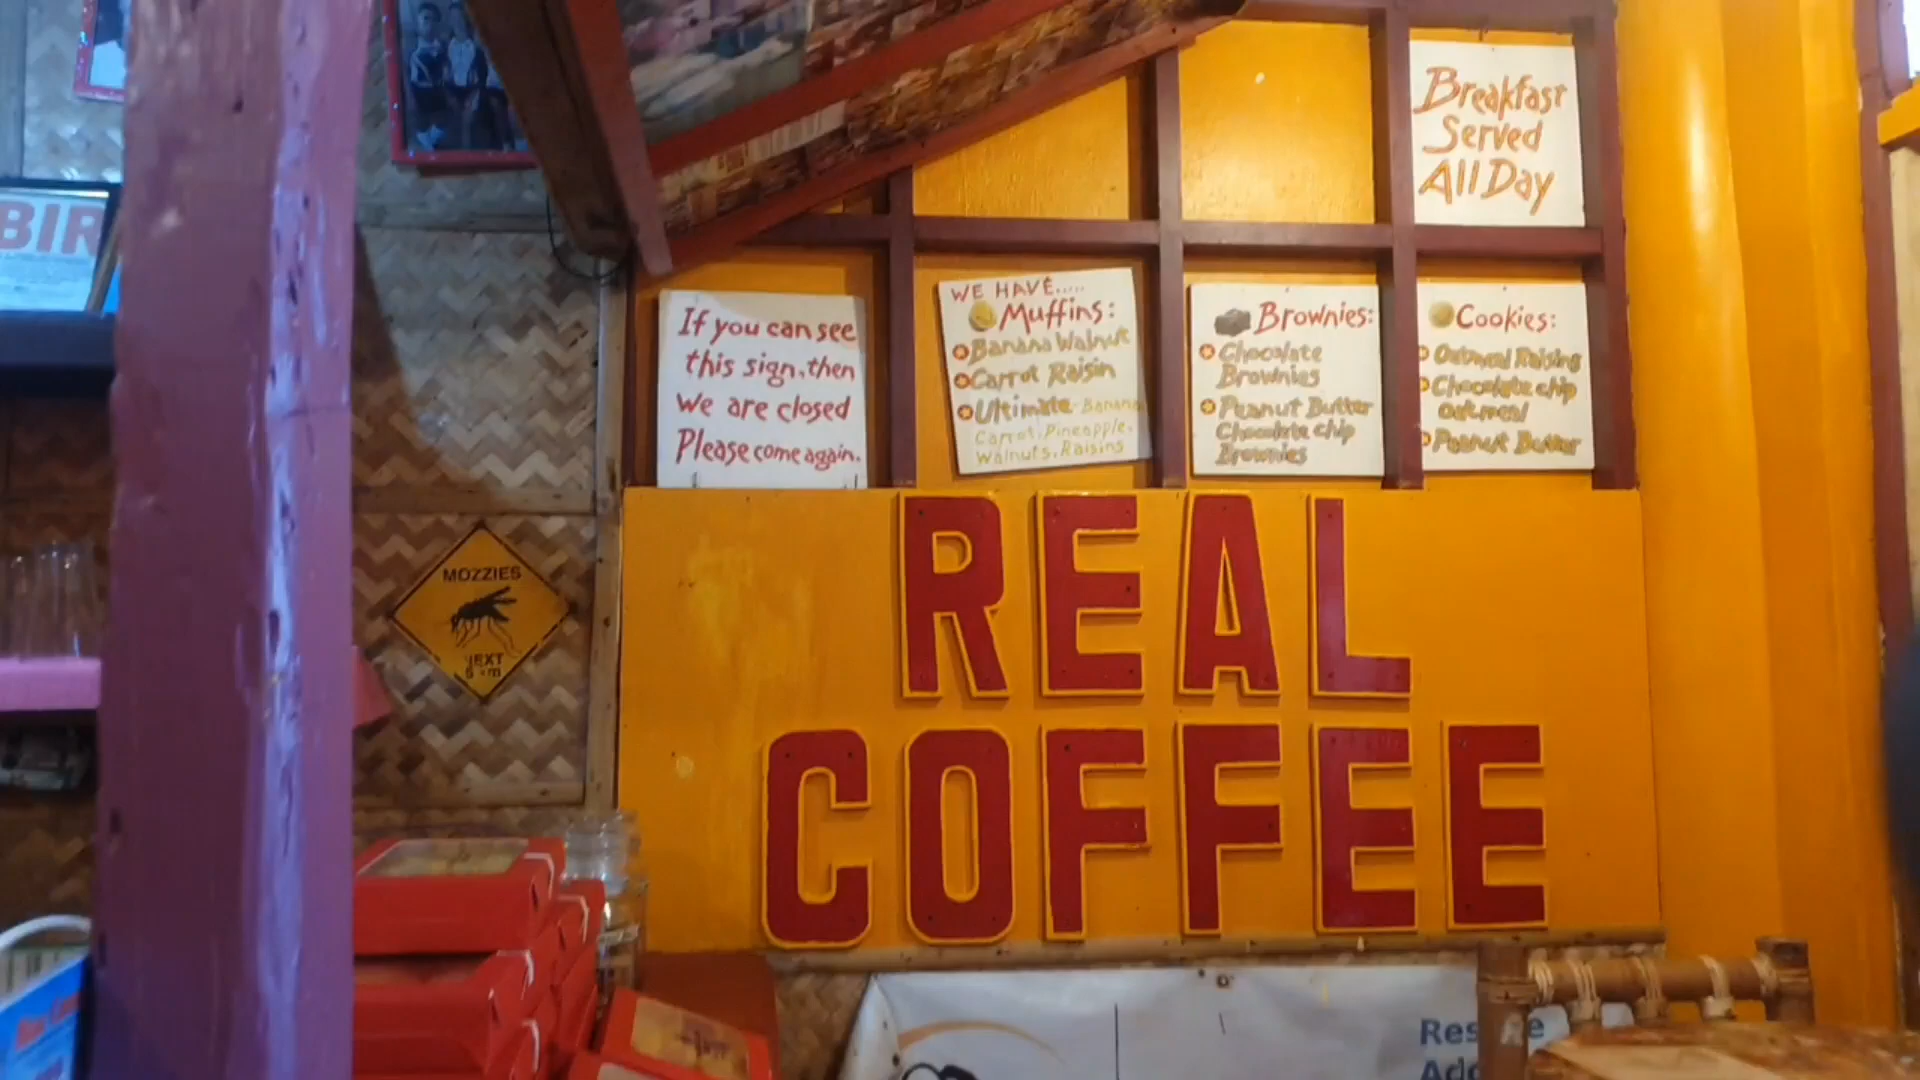 BIR
Breakfast
Served
All Day
If you can see
this sign, then
we are closed
Please come again.
WE HAVE.....
Muffins:
Banana Walnut
Carrot Raisin
Ultimate-Banana
Carrot, Pineapple,
Walnuts, Raisins
Brownies:
Chocolate
Brownies
Peanut Butter
Chocolate chip
Brownies
Cookies:
Oatmeal Raisins
Chocolate chip
Oatmeal
Peanut Butter
MOZZIES
NEXT
REAL
COFFEE